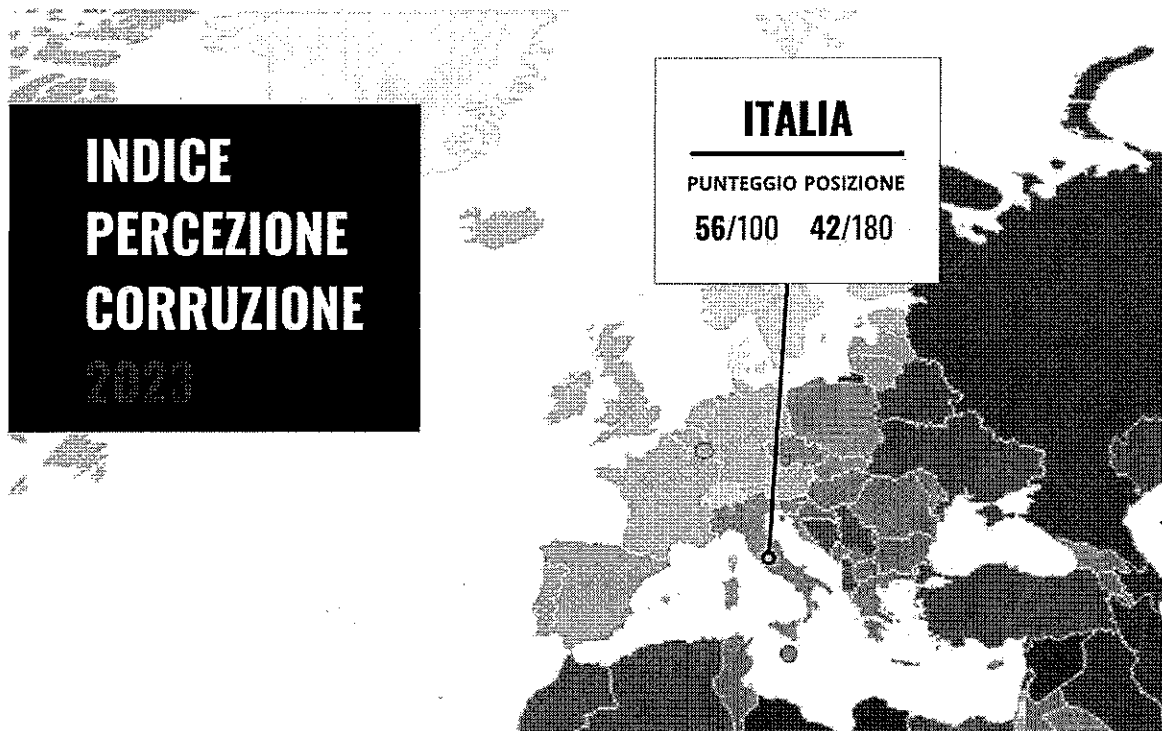 INDICE
PERCEZIONE
CORRUZIONE
2023
ITALIA
PUNTEGGIO POSIZIONE
56/100 42/180